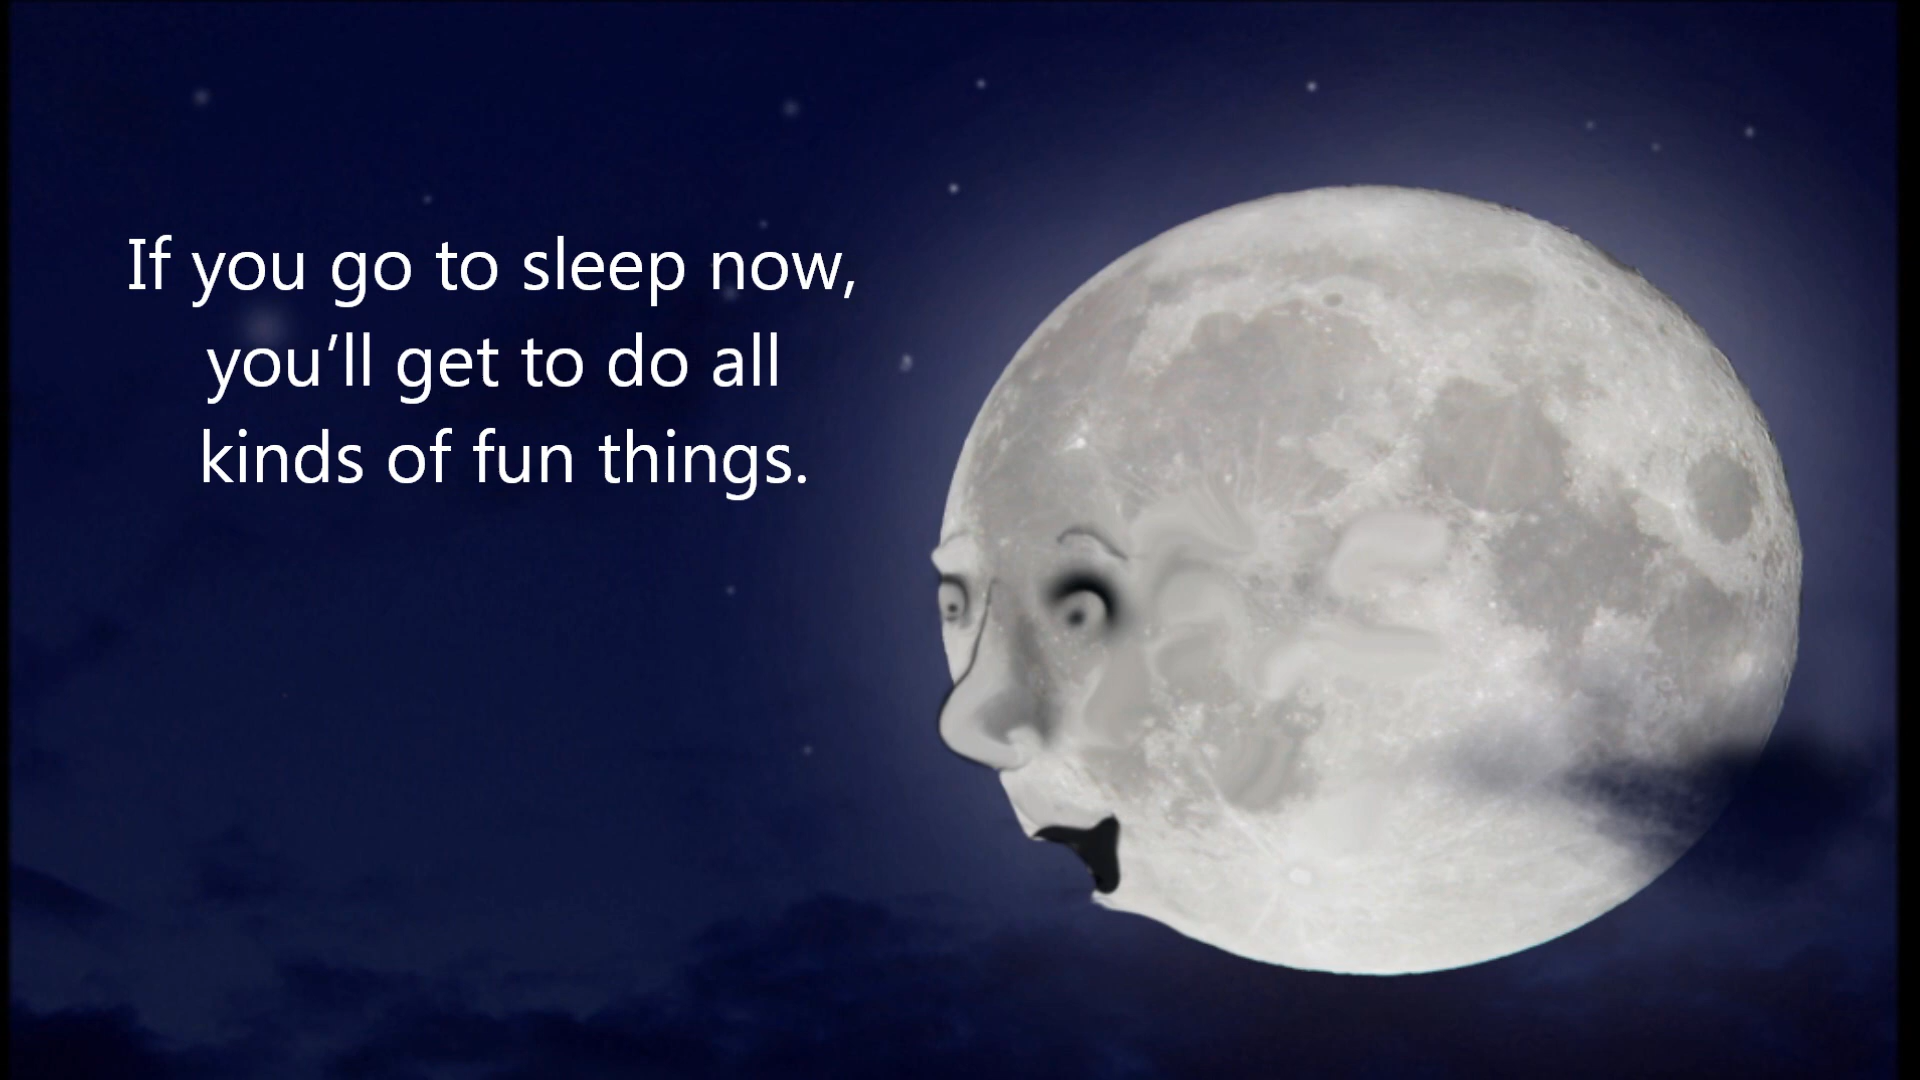 If you go to sleep now,
you’ll get to do all
kinds of fun things.